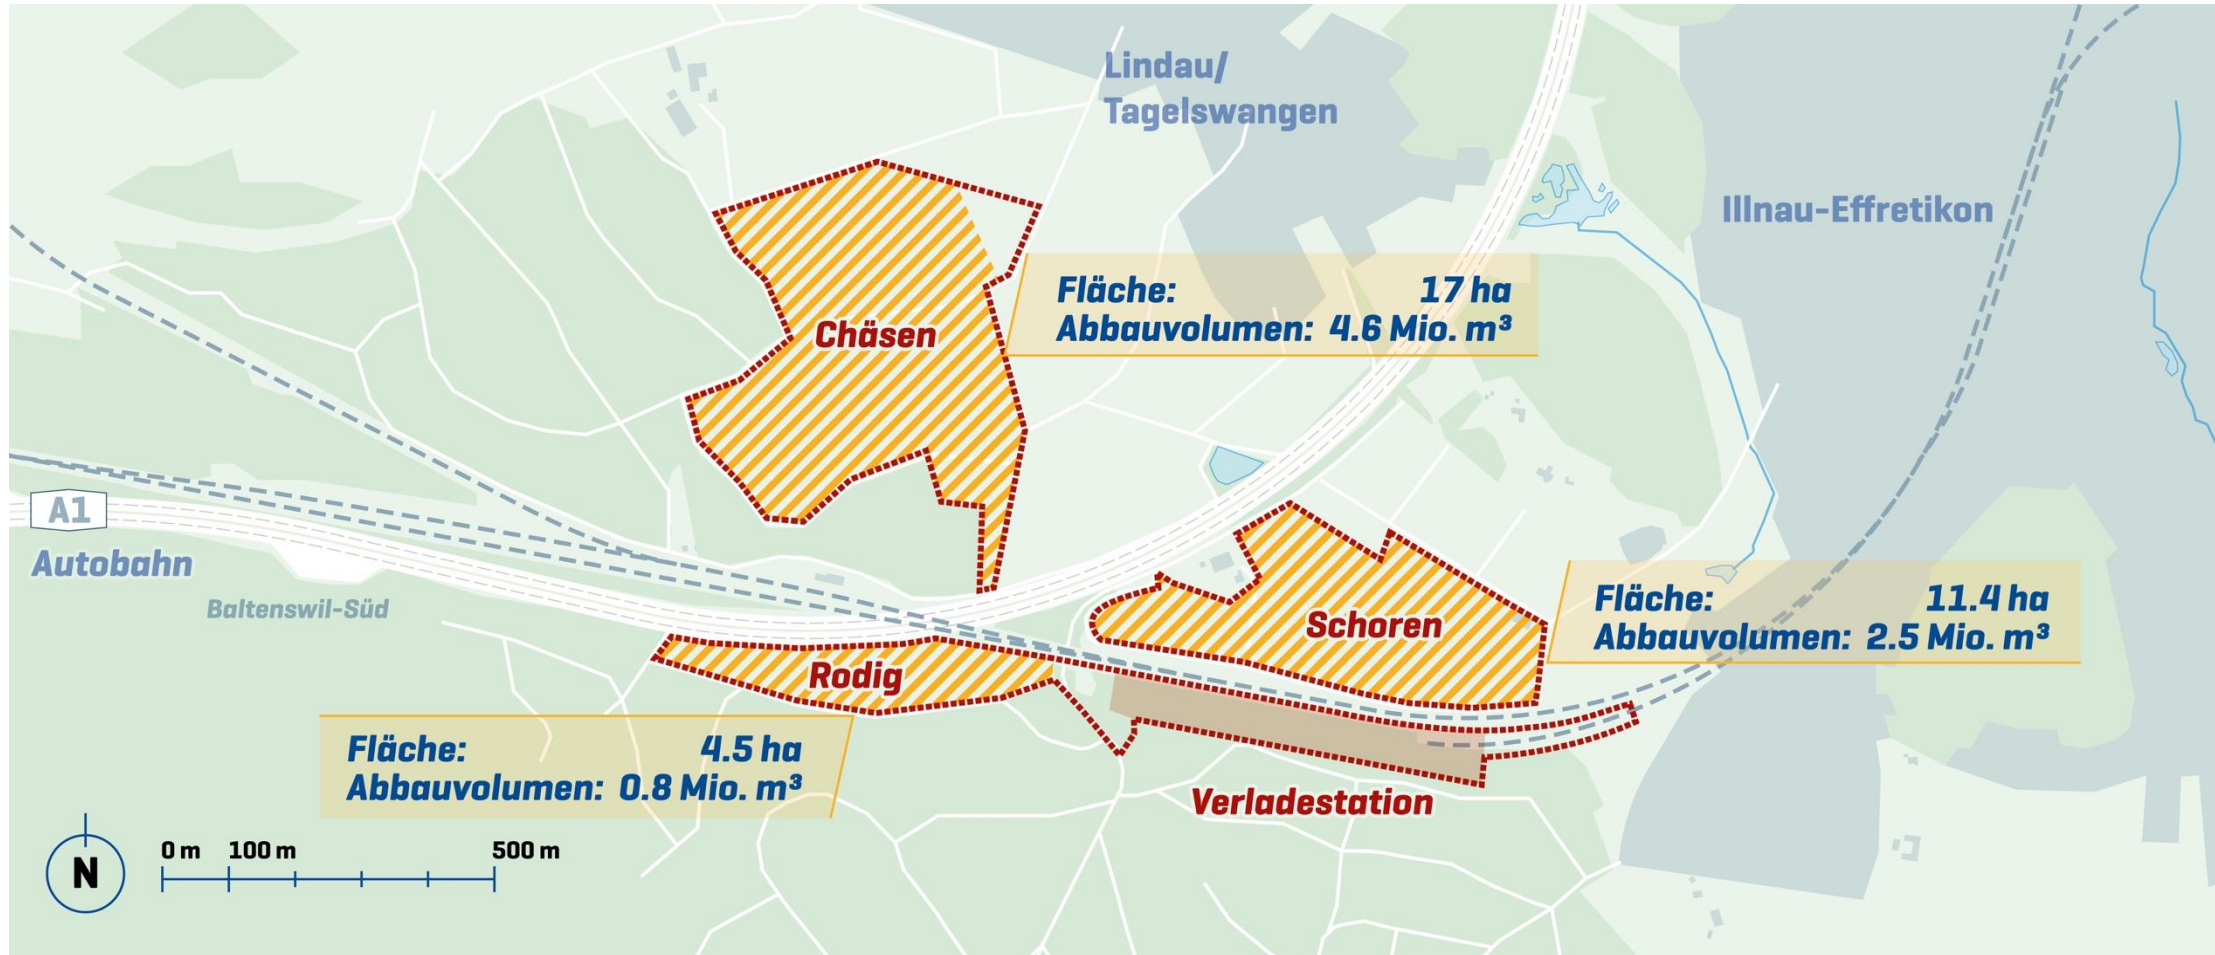 Lindau/
Tagelswangen
Illnau-Effretikon
Fläche: 17 ha
Abbauvolumen: 4.6 Mio. m³
Chäsen
A1
Autobahn
Baltenswil-Süd
Fläche: 11.4 ha
Abbauvolumen: 2.5 Mio. m³
Schoren
Rodig
Fläche: 4.5 ha
Abbauvolumen: 0.8 Mio. m³
Verladestation
0 m 100 m 500 m
N